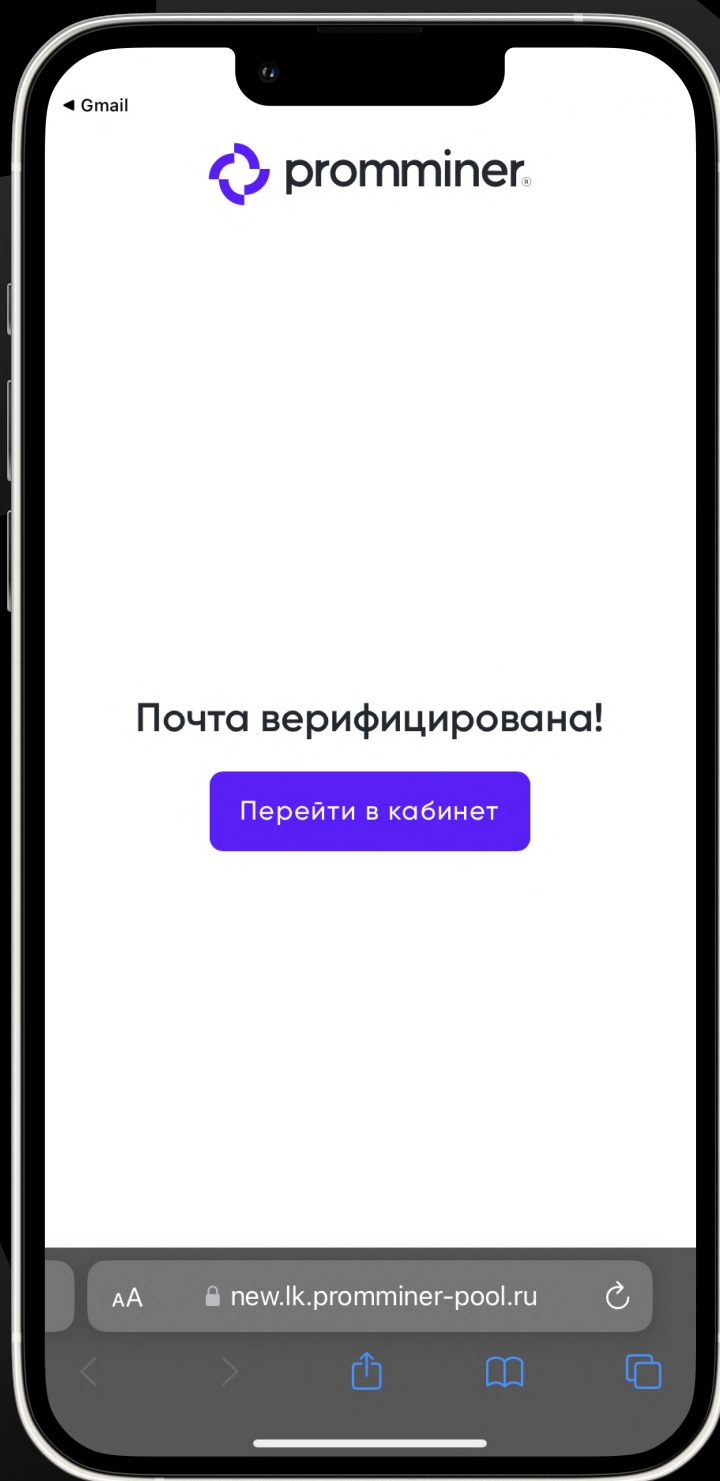 ◀ Gmail
promminer®
Почта верифицирована!
Перейти в кабинет
AA new.lk.promminer-pool.ru